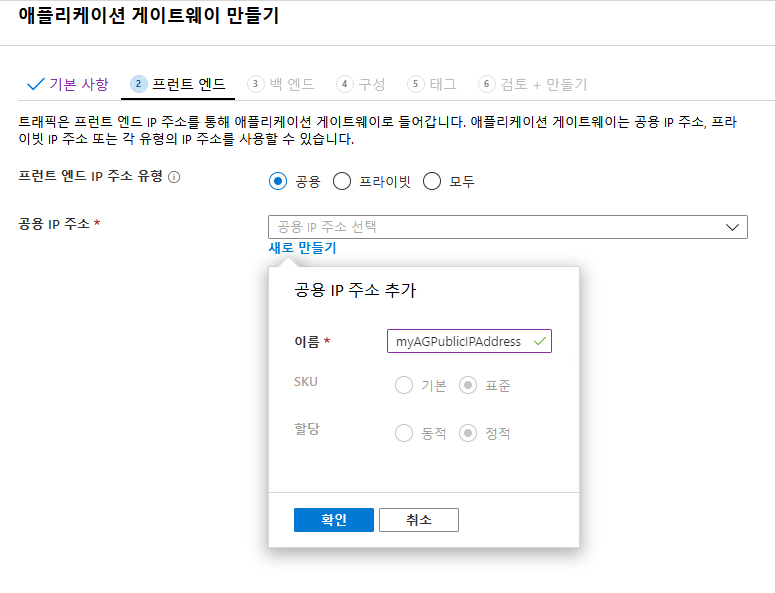 애플리케이션 게이트웨이 만들기
기본 사항 2 프런트 엔드 3 백 엔드 4 구성 5 태그 6 검토 + 만들기
트래픽은 프런트 엔드 IP 주소를 통해 애플리케이션 게이트웨이로 들어갑니다. 애플리케이션 게이트웨이는 공용 IP 주소, 프라
이빗 IP 주소 또는 각 유형의 IP 주소를 사용할 수 있습니다.
프런트 엔드 IP 주소 유형 공용 프라이빗 모두
공용 IP 주소 * 공용 IP 주소 선택
새로 만들기
공용 IP 주소 추가
이름 * myAGPublicIPAddress
SKU 기본 표준
할당 동적 정적
확인 취소